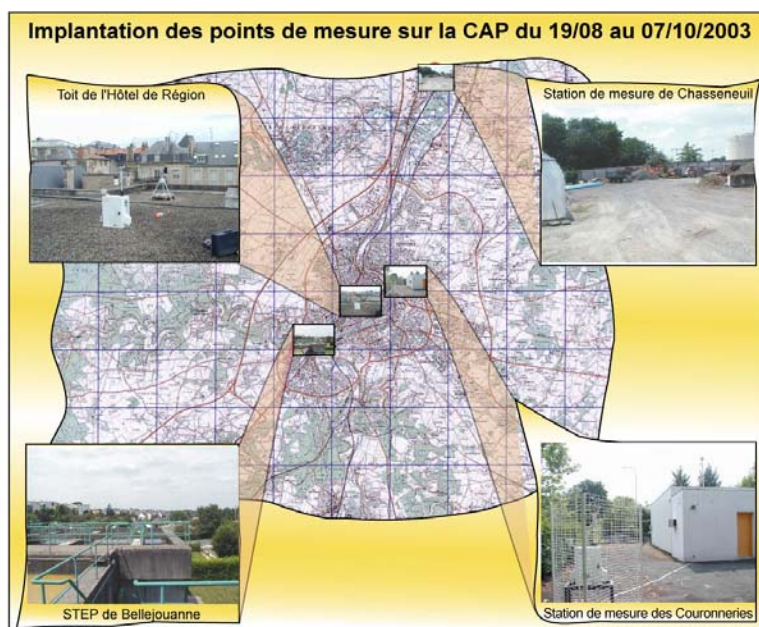 Implantation des points de mesure sur la CAP du 19/08 au 07/10/2003
Toit de l'Hôtel de Région
Station de mesure de Chasseneuil
STEP de Bellejouanne
Station de mesure des Couronneries